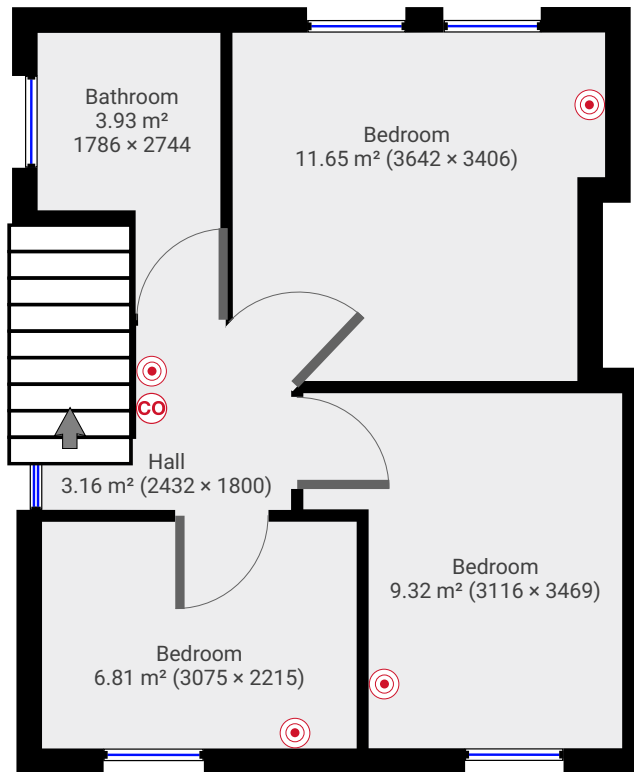 Bathroom
3.93 m²
1786 × 2744
Bedroom
11.65 m² (3642 × 3406)
CO
Hall
3.16 m² (2432 × 1800)
Bedroom
9.32 m² (3116 × 3469)
Bedroom
6.81 m² (3075 × 2215)